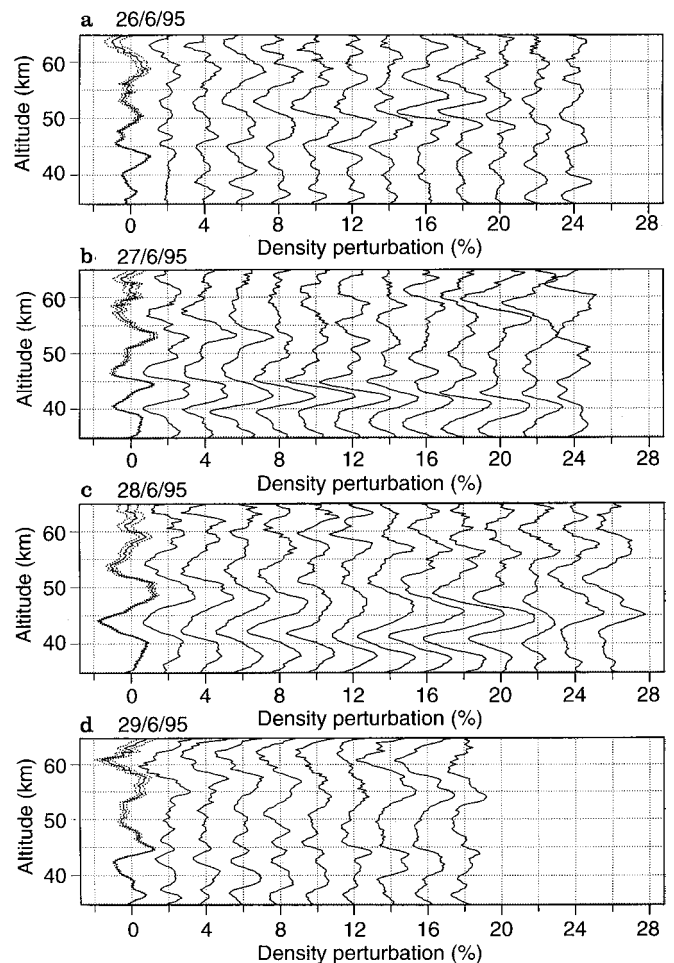 a 26/6/95
60
50
40
Altitude (km)
0 4 8 12 16 20 24 28
Density perturbation (%)
b 27/6/95
60
50
40
Altitude (km)
0 4 8 12 16 20 24 28
Density perturbation (%)
c 28/6/95
60
50
40
Altitude (km)
0 4 8 12 16 20 24 28
Density perturbation (%)
d 29/6/95
60
50
40
Altitude (km)
0 4 8 12 16 20 24 28
Density perturbation (%)